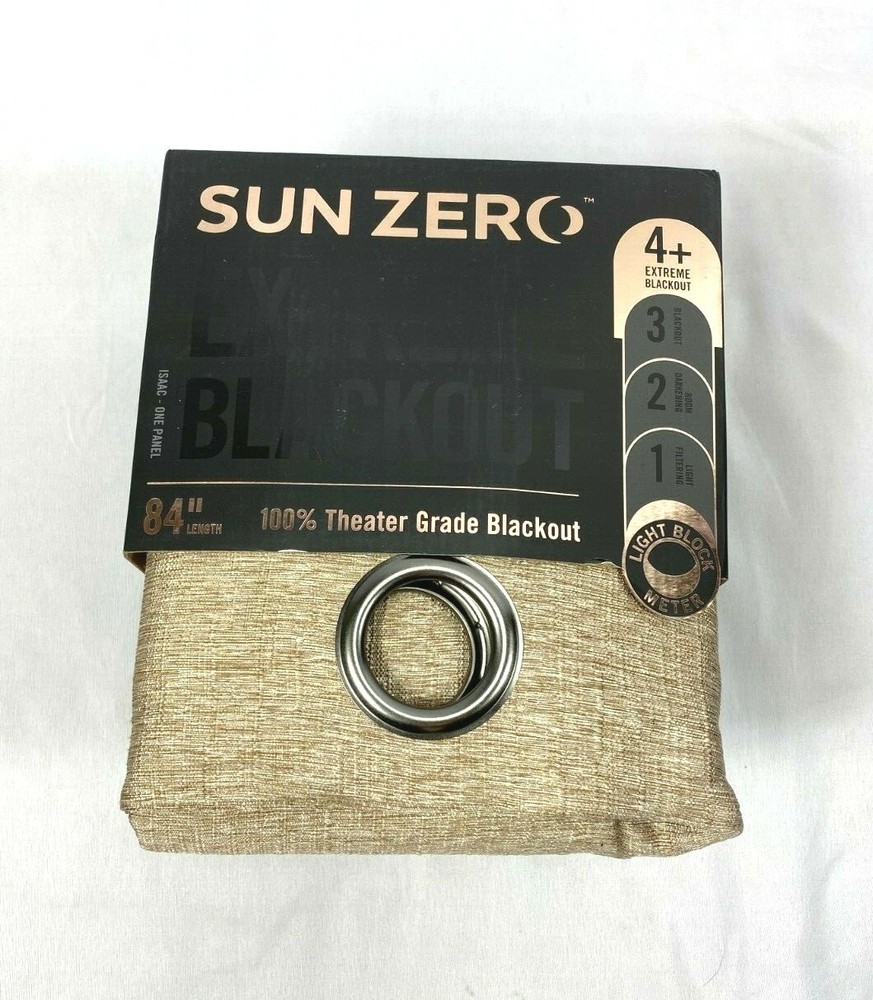 SUN ZERO™
EXTREME
BLACKOUT
ISAAC - ONE PANEL
84" LENGTH
100% Theater Grade Blackout
4+
EXTREME
BLACKOUT
3 BLACKOUT
2 ROOM
DARKENING
1 LIGHT
FILTERING
LIGHT BLOCK
METER